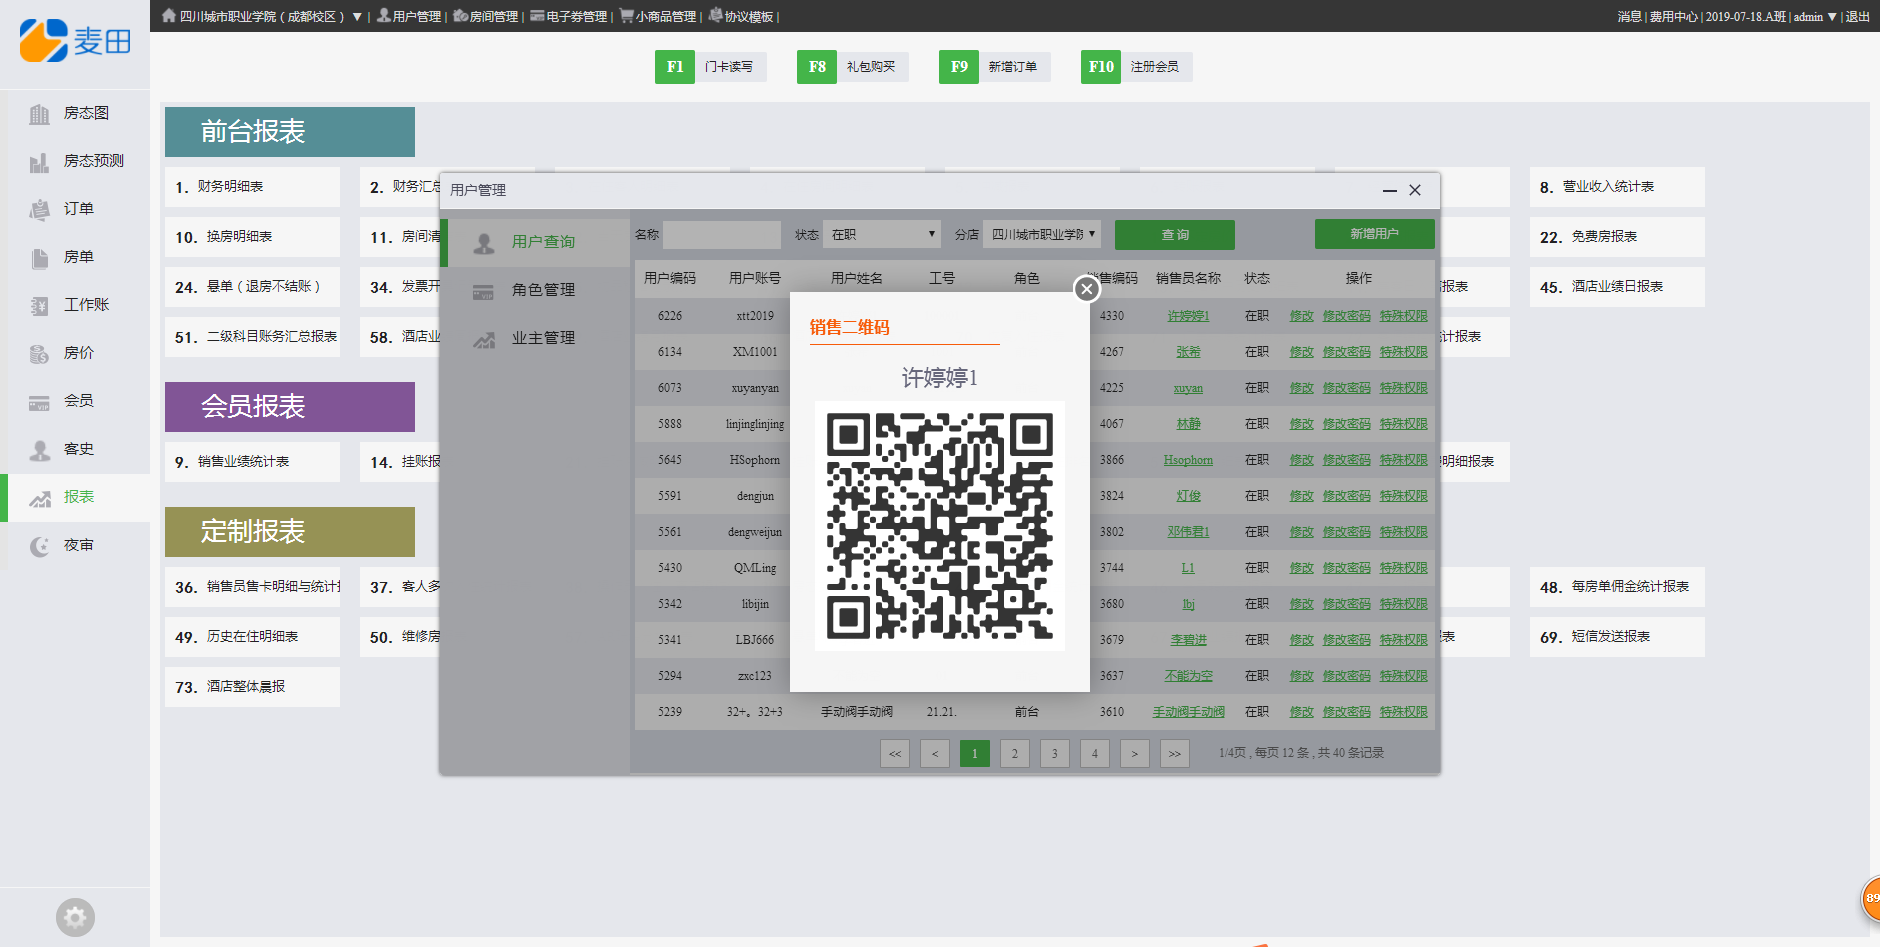 四川城市职业学院（成都校区） ▼ | 用户管理 | 房间管理 | 电子券管理 | 小商品管理 | 协议模板 |
消息 | 费用中心 | 2019-07-18.A班 | admin ▼ | 退出
麦田
F1 门卡读写
F8 礼包购买
F9 新增订单
F10 注册会员
房态图
房态预测
订单
房单
工作账
房价
会员
客史
报表
夜审
前台报表
1. 财务明细表
2. 财务汇总
8. 营业收入统计表
10. 换房明细表
11. 房间清
22. 免费房报表
24. 悬单（退房不结账）
34. 发票开
报表
45. 酒店业绩日报表
51. 二级科目账务汇总报表
58. 酒店业
计报表
会员报表
9. 销售业绩统计表
14. 挂账报
明细报表
定制报表
36. 销售员售卡明细与统计
37. 客人多
48. 每房单佣金统计报表
49. 历史在住明细表
50. 维修房
表
69. 短信发送报表
73. 酒店整体晨报
用户管理
用户查询
角色管理
业主管理
名称
状态 在职 ▼
分店 四川城市职业学院 ▼
查询
新增用户
用户编码 用户账号 用户姓名 工号 角色 售编码 销售员名称 状态 操作
6226 xtt2019 4330 许婷婷1 在职 修改 修改密码 特殊权限
6134 XM1001 4267 张希 在职 修改 修改密码 特殊权限
6073 xuyanyan 4225 xuyan 在职 修改 修改密码 特殊权限
5888 linjinglinjing 4067 林静 在职 修改 修改密码 特殊权限
5645 HSophorn 3866 Hsophorn 在职 修改 修改密码 特殊权限
5591 dengjun 3824 灯俊 在职 修改 修改密码 特殊权限
5561 dengweijun 3802 邓伟君1 在职 修改 修改密码 特殊权限
5430 QMLing 3744 L1 在职 修改 修改密码 特殊权限
5342 libijin 3680 lbj 在职 修改 修改密码 特殊权限
5341 LBJ666 3679 李碧进 在职 修改 修改密码 特殊权限
5294 zxc123 3637 不能为空 在职 修改 修改密码 特殊权限
5239 32+。32+3 手动阀手动阀 21.21. 前台 3610 手动阀手动阀 在职 修改 修改密码 特殊权限
<< < 1 2 3 4 > >> 1/4页 , 每页 12 条 , 共 40 条记录
销售二维码
许婷婷1
89